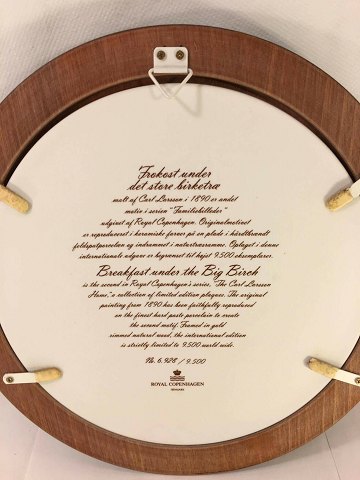 Frokost under
det store birketræ
malt af Carl Larsson i 1890 er andet
motiv i serien "Familiebilleder
udgivet af Royal Copenhagen. Originalmotivet
er reproduceret i keramiske farver på en plade i hårdtbrændt
feldspatporcelæn og indrammet i naturtræramme. Oplaget i denne
internationale udgave er begrænset til højst 9.500 eksemplarer.
Breakfast under the Big Birch
is the second in Royal Copenhagen's series, "The Carl Larsson
Home," a collection of limited edition plaques. The original
painting from 1890 has been faithfully reproduced
on the finest hard paste porcelain to create
the second motif. Framed in gold
rimmed natural wood, the international edition
is strictly limited to 9.500 world wide.
No. 6.928 / 9.500
ROYAL COPENHAGEN
DENMARK